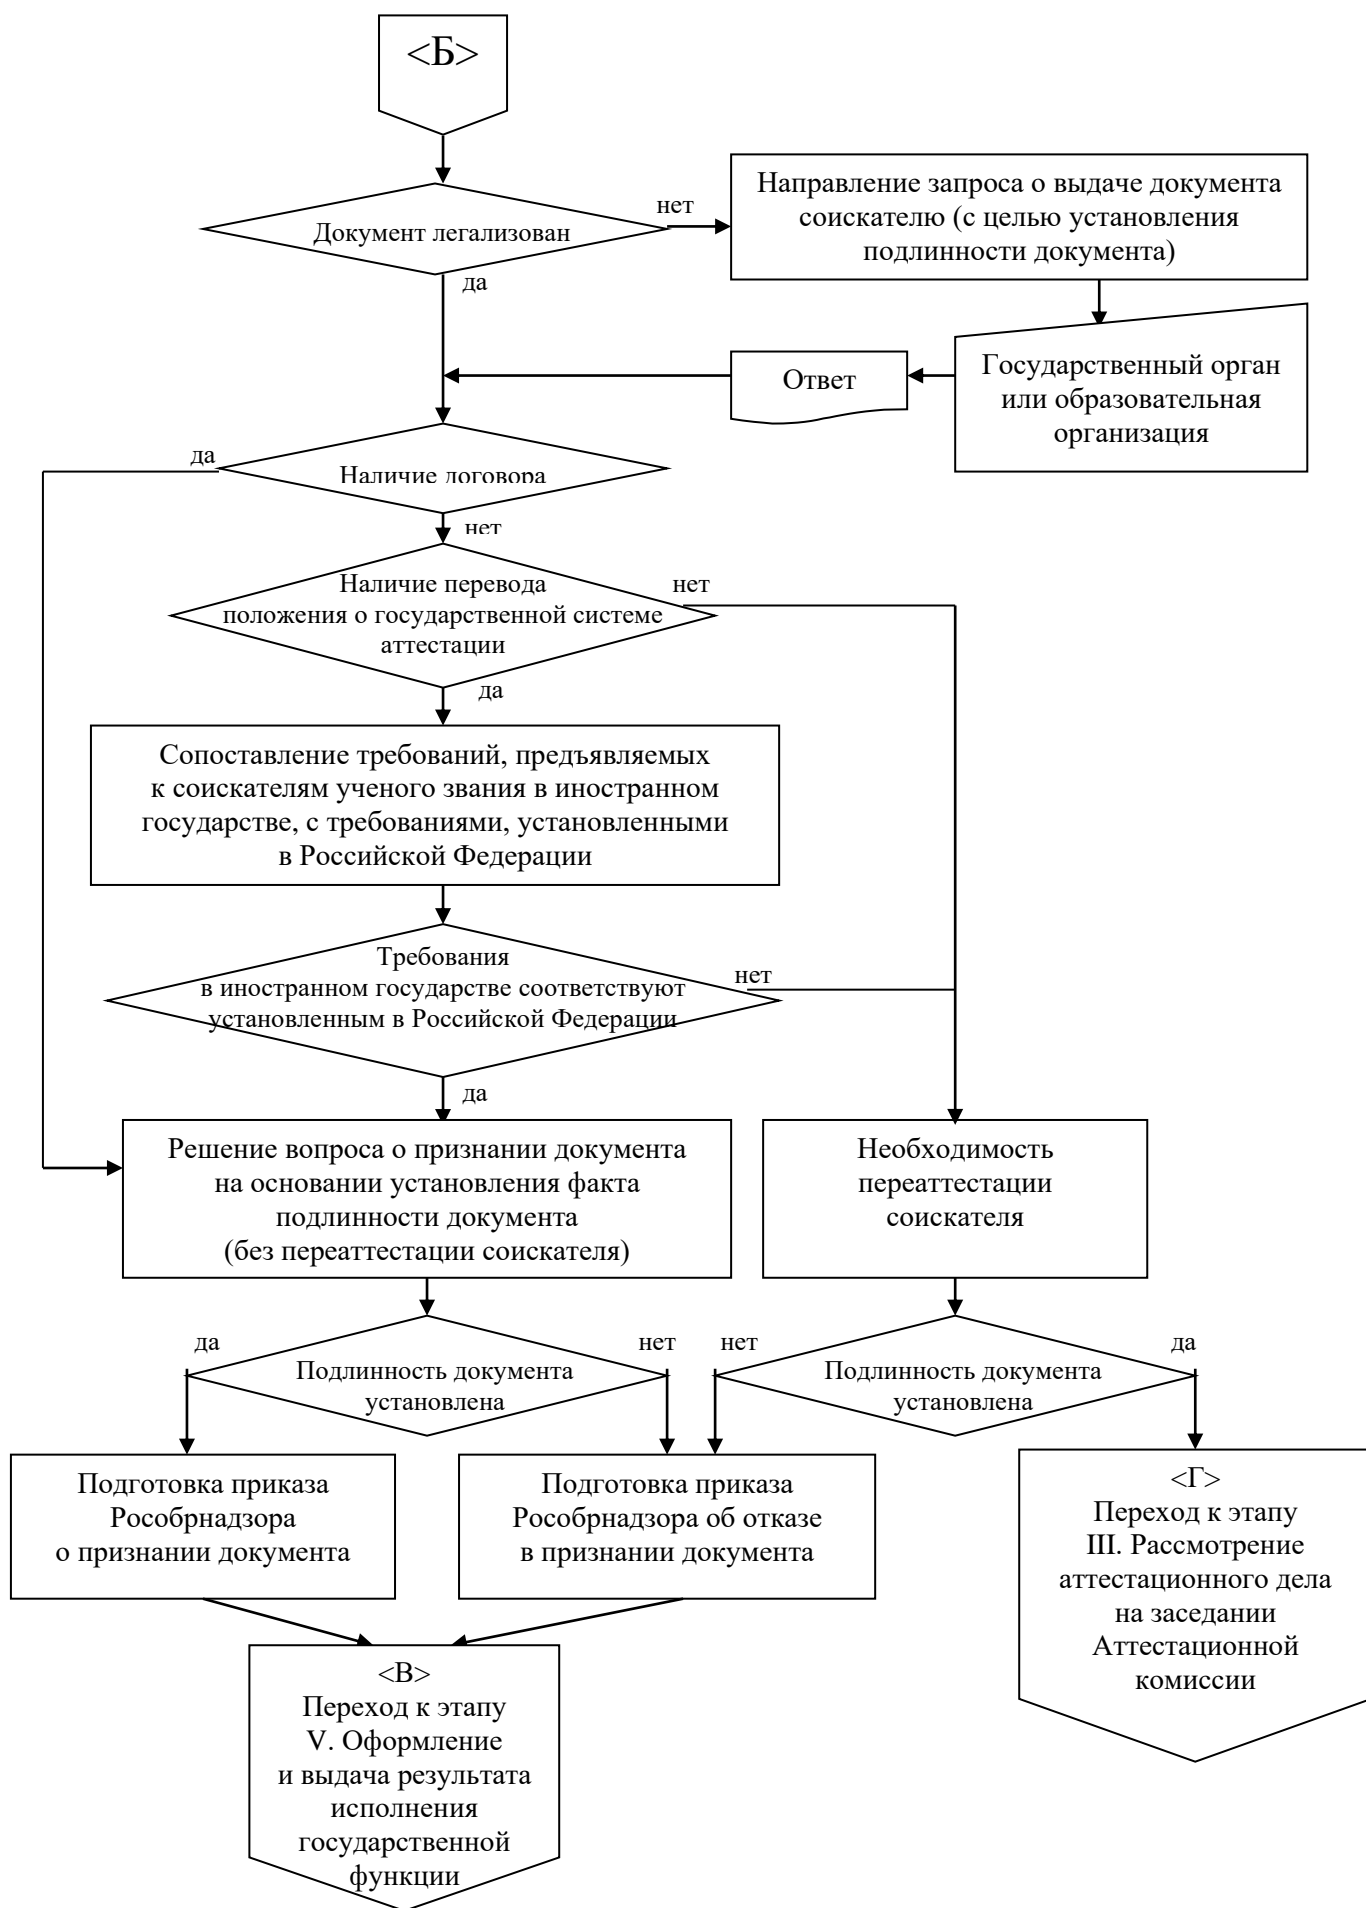 <Б>
нет
Направление запроса о выдаче документа
соискателю (с целью установления
подлинности документа)
Документ легализован
да
Ответ
Государственный орган
или образовательная
организация
да
Наличие договора
нет
Наличие перевода
положения о государственной системе
аттестации
нет
да
Сопоставление требований, предъявляемых
к соискателям ученого звания в иностранном
государстве, с требованиями, установленными
в Российской Федерации
Требования
в иностранном государстве соответствуют
установленным в Российской Федерации
нет
да
Решение вопроса о признании документа
на основании установления факта
подлинности документа
(без переаттестации соискателя)
Необходимость
переаттестации
соискателя
да
нет
Подлинность документа
установлена
нет
да
Подлинность документа
установлена
Подготовка приказа
Рособрнадзора
о признании документа
Подготовка приказа
Рособрнадзора об отказе
в признании документа
<Г>
Переход к этапу
III. Рассмотрение
аттестационного дела
на заседании
Аттестационной
комиссии
<В>
Переход к этапу
V. Оформление
и выдача результата
исполнения
государственной
функции